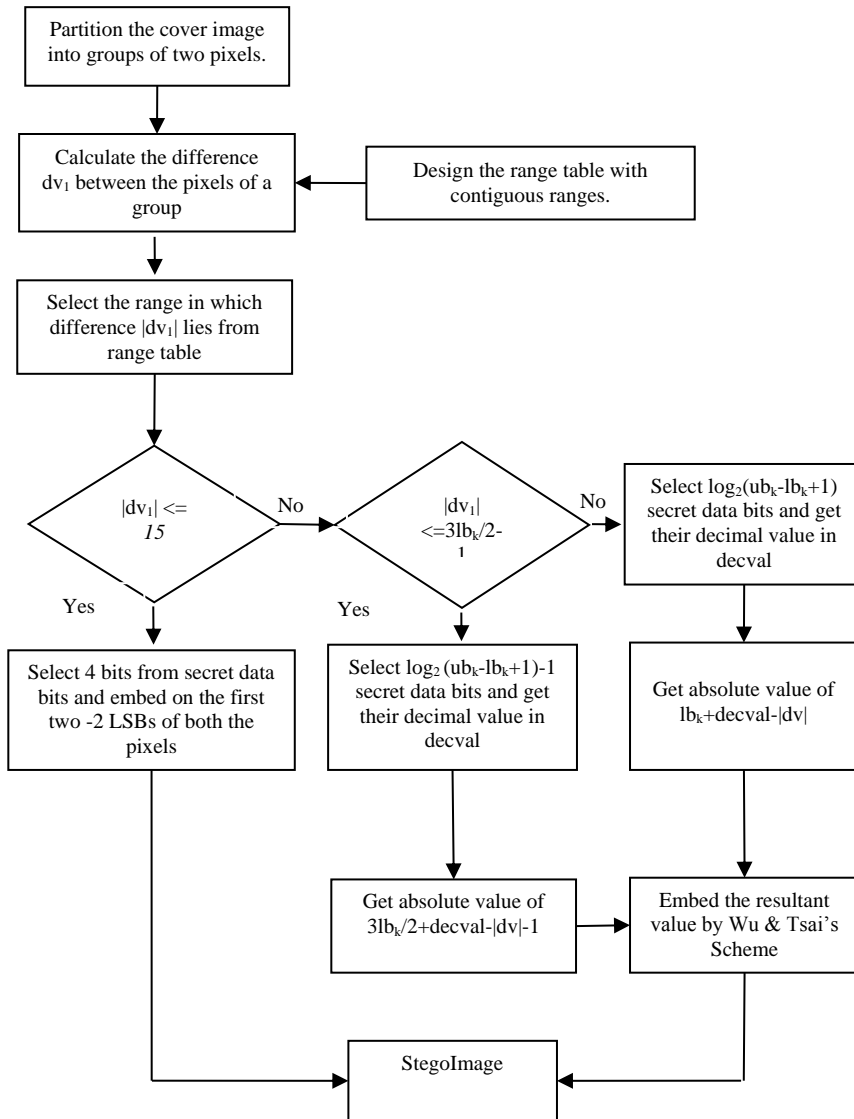 Partition the cover image
into groups of two pixels.
Calculate the difference
dv₁ between the pixels of a
group
Design the range table with
contiguous ranges.
Select the range in which
difference |dv₁| lies from
range table
|dv₁| <=
15
No
|dv₁|
<=3lbₖ/2-
1
No
Select log₂(ubₖ-lbₖ+1)
secret data bits and get
their decimal value in
decval
Yes
Yes
Select 4 bits from secret data
bits and embed on the first
two -2 LSBs of both the
pixels
Select log₂ (ubₖ-lbₖ+1)-1
secret data bits and get
their decimal value in
decval
Get absolute value of
lbₖ+decval-|dv|
Get absolute value of
3lbₖ/2+decval-|dv|-1
Embed the resultant
value by Wu & Tsai’s
Scheme
StegoImage